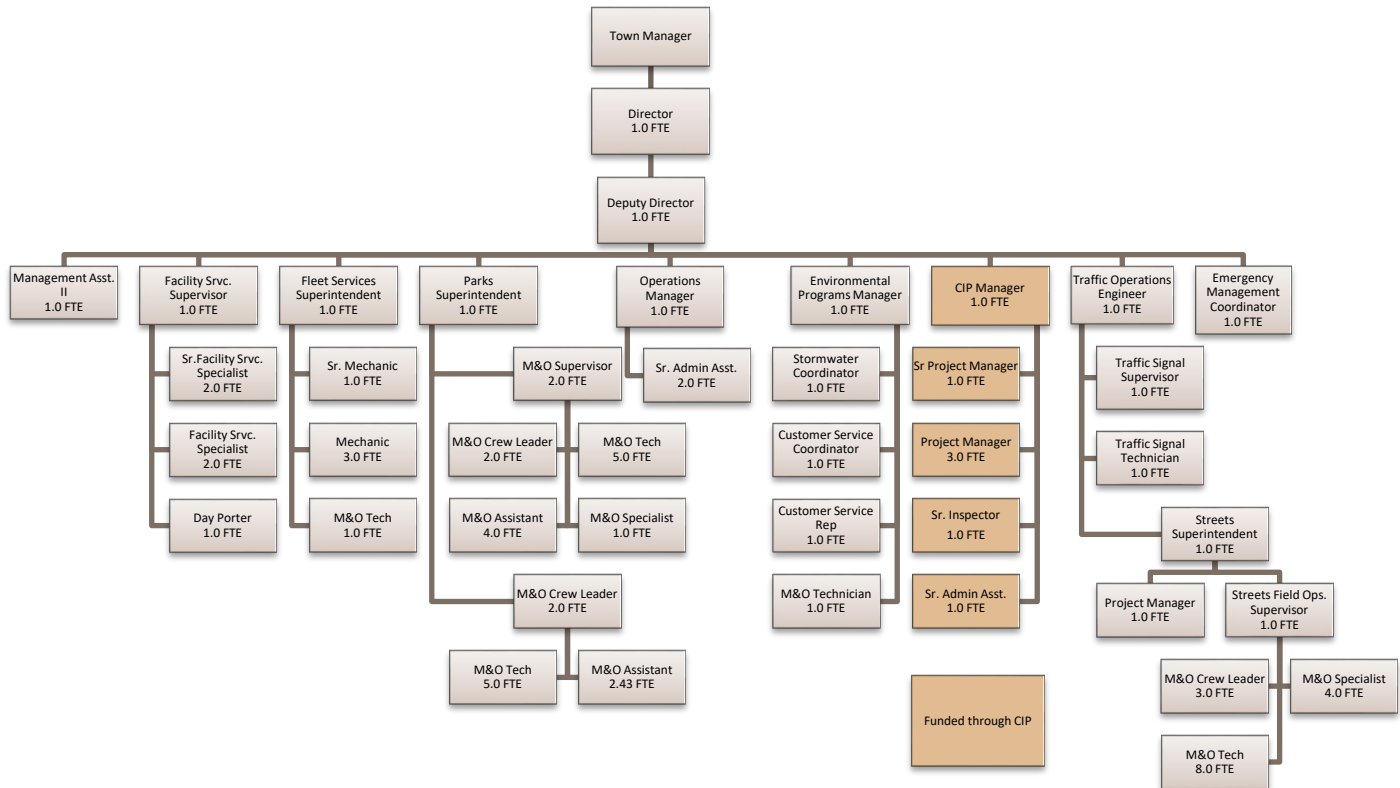 Town Manager
Director
1.0 FTE
Deputy Director
1.0 FTE
Management Asst.
II
1.0 FTE
Facility Srvc.
Supervisor
1.0 FTE
Sr.Facility Srvc.
Specialist
2.0 FTE
Facility Srvc.
Specialist
2.0 FTE
Day Porter
1.0 FTE
Fleet Services
Superintendent
1.0 FTE
Sr. Mechanic
1.0 FTE
Mechanic
3.0 FTE
M&O Tech
1.0 FTE
Parks
Superintendent
1.0 FTE
M&O Supervisor
2.0 FTE
M&O Crew Leader
2.0 FTE
M&O Tech
5.0 FTE
M&O Assistant
4.0 FTE
M&O Specialist
1.0 FTE
M&O Crew Leader
2.0 FTE
M&O Tech
5.0 FTE
M&O Assistant
2.43 FTE
Operations
Manager
1.0 FTE
Sr. Admin Asst.
2.0 FTE
Environmental
Programs Manager
1.0 FTE
Stormwater
Coordinator
1.0 FTE
Customer Service
Coordinator
1.0 FTE
Customer Service
Rep
1.0 FTE
M&O Technician
1.0 FTE
CIP Manager
1.0 FTE
Sr Project Manager
1.0 FTE
Project Manager
3.0 FTE
Sr. Inspector
1.0 FTE
Sr. Admin Asst.
1.0 FTE
Funded through CIP
Traffic Operations
Engineer
1.0 FTE
Traffic Signal
Supervisor
1.0 FTE
Traffic Signal
Technician
1.0 FTE
Streets
Superintendent
1.0 FTE
Project Manager
1.0 FTE
Streets Field Ops.
Supervisor
1.0 FTE
M&O Crew Leader
3.0 FTE
M&O Specialist
4.0 FTE
M&O Tech
8.0 FTE
Emergency
Management
Coordinator
1.0 FTE